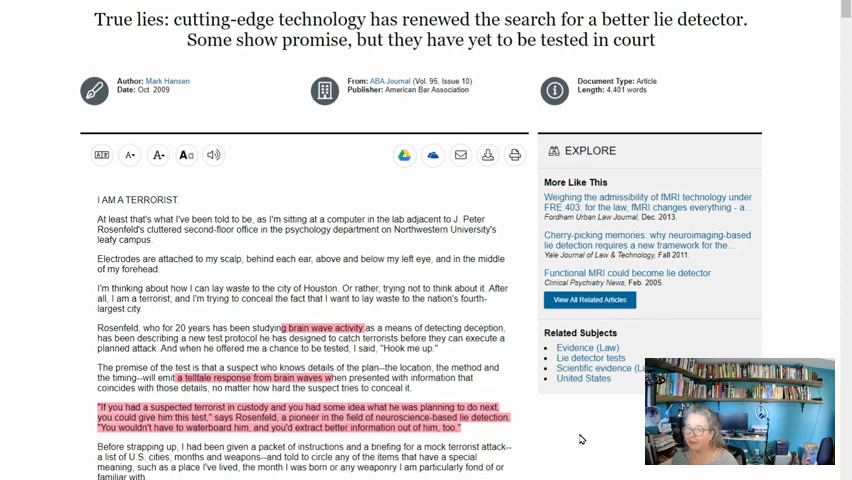 True lies: cutting-edge technology has renewed the search for a better lie detector.
Some show promise, but they have yet to be tested in court
Author: Mark Hansen
Date: Oct. 2009
From: ABA Journal (Vol. 95, Issue 10)
Publisher: American Bar Association
Document Type: Article
Length: 4,401 words
A-
A+
Aa
I AM A TERRORIST.
At least that's what I've been told to be, as I'm sitting at a computer in the lab adjacent to J. Peter
Rosenfeld's cluttered second-floor office in the psychology department on Northwestern University's
leafy campus.
Electrodes are attached to my scalp, behind each ear, above and below my left eye, and in the middle
of my forehead.
I'm thinking about how I can lay waste to the city of Houston. Or rather, trying not to think about it. After
all, I am a terrorist; and I'm trying to conceal the fact that I want to lay waste to the nation's fourth-
largest city.
Rosenfeld, who for 20 years has been studying brain wave activity as a means of detecting deception,
has been describing a new test protocol he has designed to catch terrorists before they can execute a
planned attack. And when he offered me a chance to be tested, I said, "Hook me up."
The premise of the test is that a suspect who knows details of the plan--the location, the method and
the timing--will emit a telltale response from brain waves when presented with information that
coincides with those details, no matter how hard the suspect tries to conceal it.
"If you had a suspected terrorist in custody and you had some idea what he was planning to do next,
you could give him this test," says Rosenfeld, a pioneer in the field of neuroscience-based lie detection.
"You wouldn't have to waterboard him, and you'd extract better information out of him, too."
Before strapping up, I had been given a packet of instructions and a briefing for a mock terrorist attack--
a list of U.S. cities, months and weapons--and told to circle any of the items that have a special
meaning, such as a place I've lived, the month I was born or any weaponry I am particularly fond of or
familiar with.
EXPLORE
More Like This
Weighing the admissibility of fMRI technology under
FRE 403: for the law, fMRI changes everything - a...
Fordham Urban Law Journal, Dec. 2013.
Cherry-picking memories: why neuroimaging-based
lie detection requires a new framework for the...
Yale Journal of Law & Technology, Fall 2011.
Functional MRI could become lie detector
Clinical Psychiatry News, Feb. 2005.
View All Related Articles
Related Subjects
Evidence (Law)
Lie detector tests
Scientific evidence (L
United States